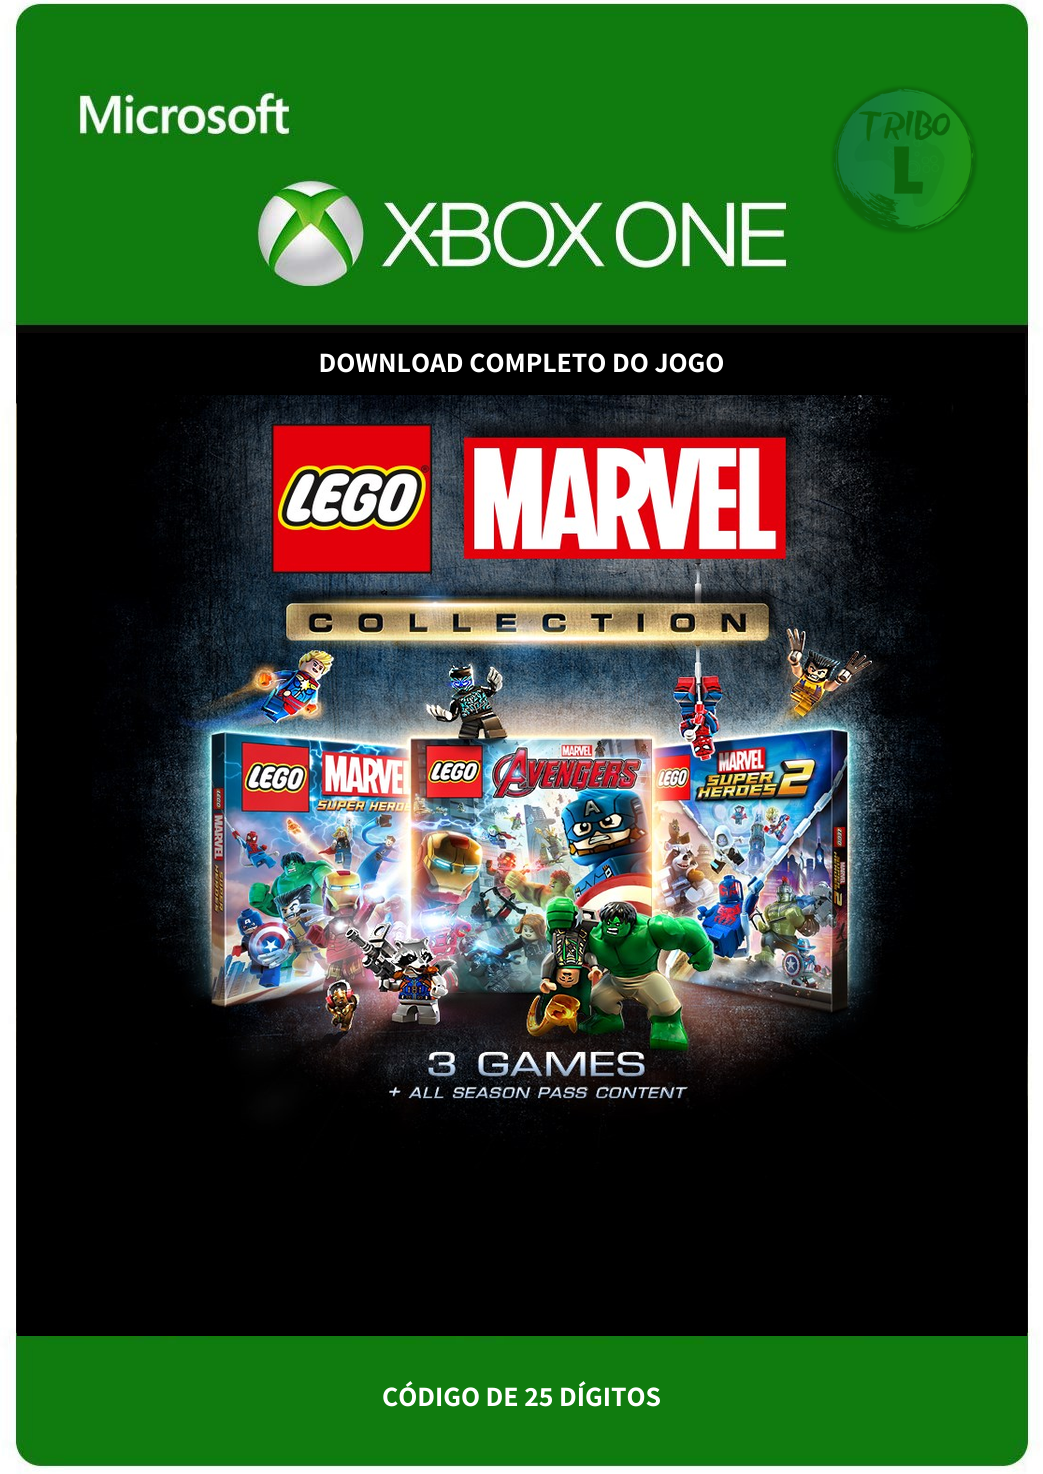 Microsoft
TRIBO
L
XBOX ONE
DOWNLOAD COMPLETO DO JOGO
LEGO MARVEL
COLLECTION
LEGO MARVEL
SUPER HEROES
LEGO MARVEL
AVENGERS
LEGO MARVEL
SUPER
HEROES 2
3 GAMES
+ ALL SEASON PASS CONTENT
CÓDIGO DE 25 DÍGITOS